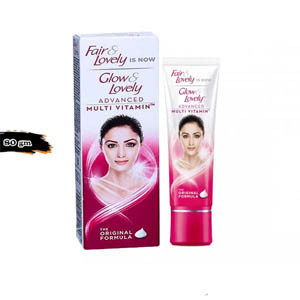 80 gm
Fair &
Lovely IS NOW
Glow &
Lovely
ADVANCED
MULTI VITAMIN™
THE
ORIGINAL
FORMULA
Fair &
Lovely IS NOW
Glow &
Lovely
ADVANCED
MULTI VITAMIN
THE
ORIGINAL
FORMULA